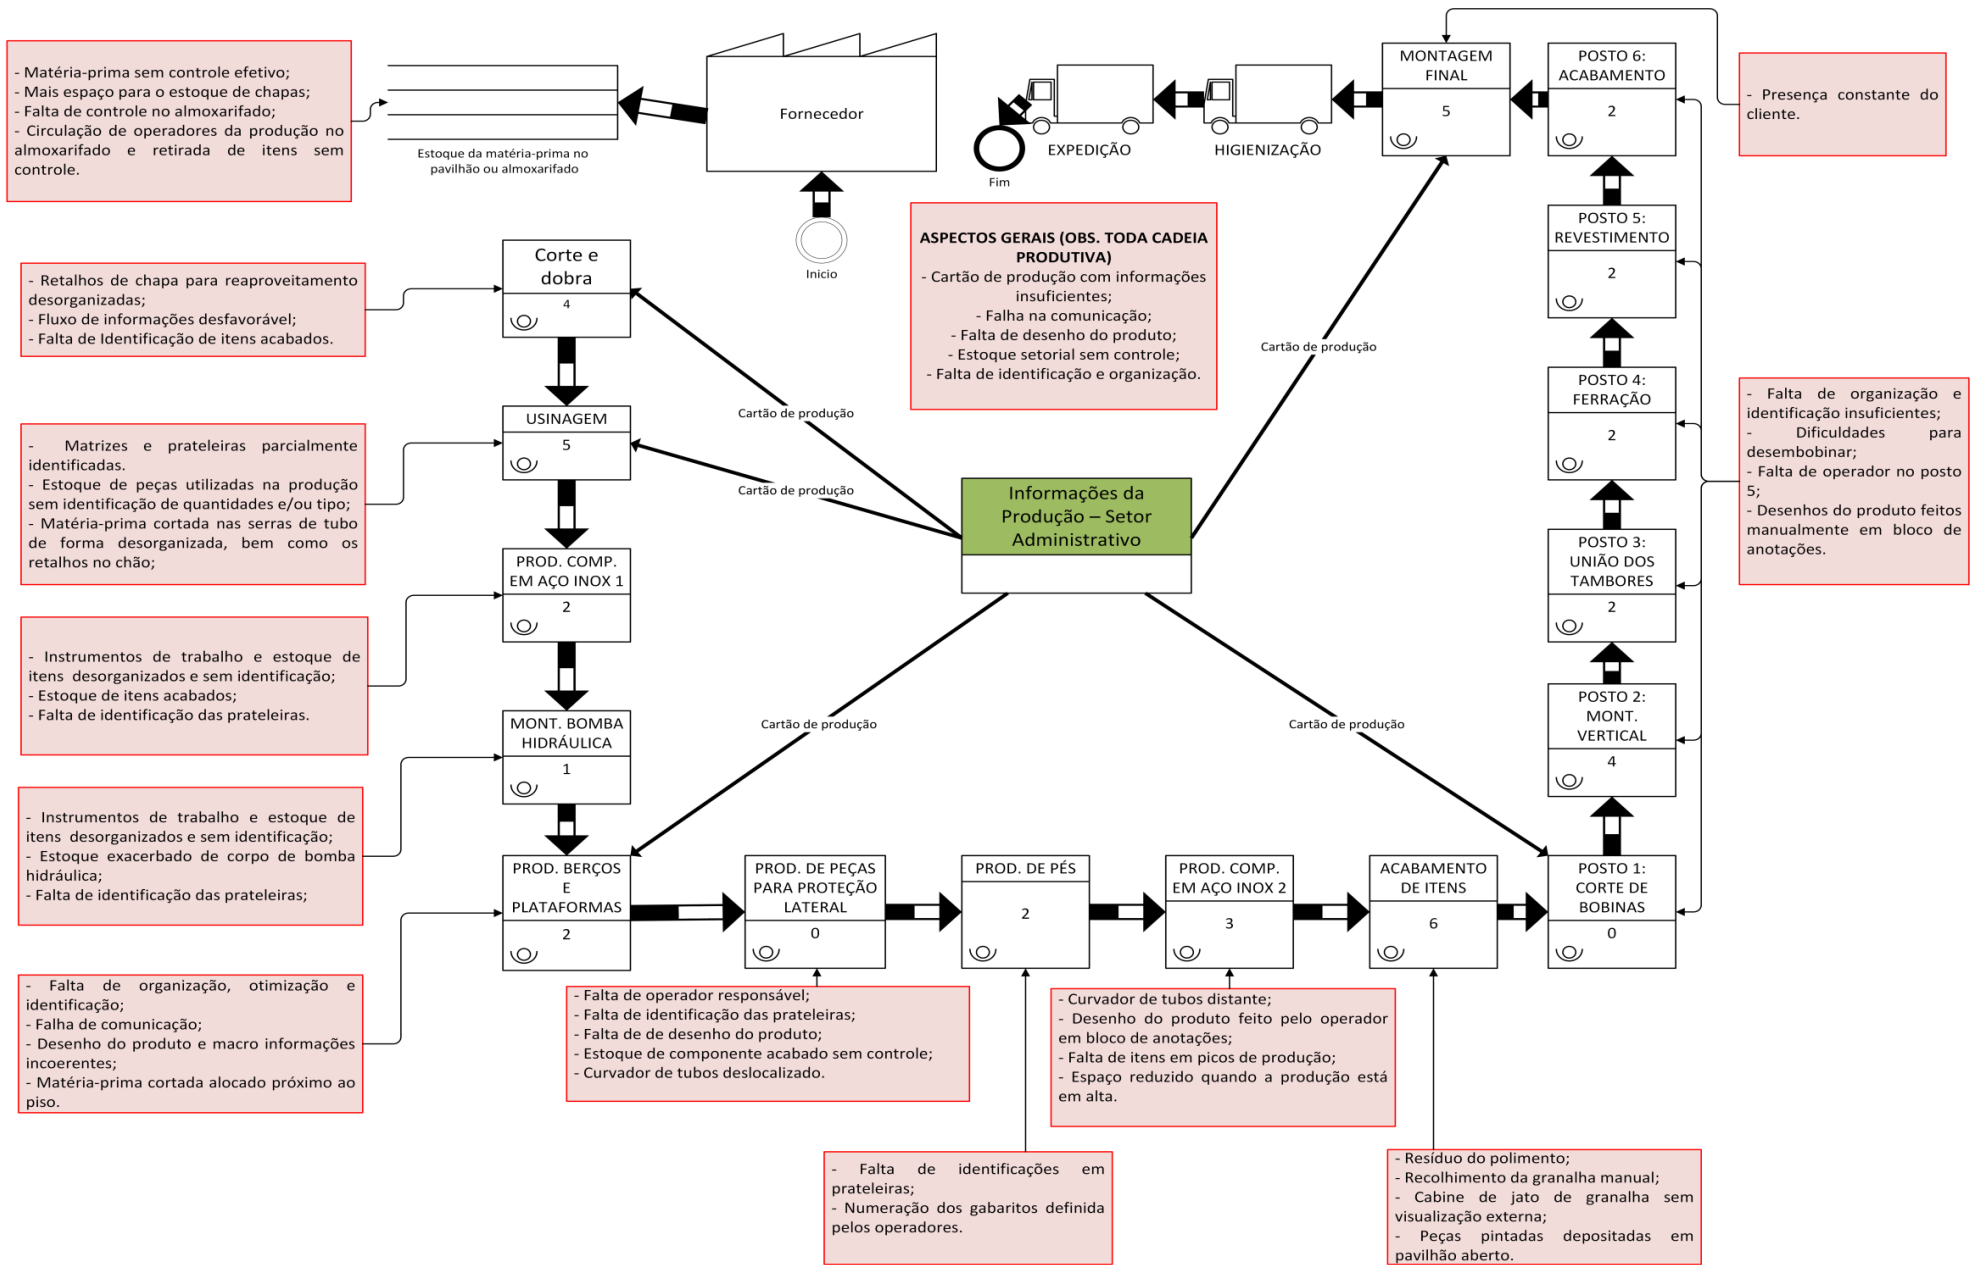 - Matéria-prima sem controle efetivo;
- Mais espaço para o estoque de chapas;
- Falta de controle no almoxarifado;
- Circulação de operadores da produção no
almoxarifado e retirada de itens sem
controle.
Estoque da matéria-prima no
pavilhão ou almoxarifado
Fornecedor
Inicio
Fim
EXPEDIÇÃO
HIGIENIZAÇÃO
MONTAGEM
FINAL
5
POSTO 6:
ACABAMENTO
2
- Presença constante do
cliente.
ASPECTOS GERAIS (OBS. TODA CADEIA
PRODUTIVA)
- Cartão de produção com informações
insuficientes;
- Falha na comunicação;
- Falta de desenho do produto;
- Estoque setorial sem controle;
- Falta de identificação e organização.
POSTO 5:
REVESTIMENTO
2
- Retalhos de chapa para reaproveitamento
desorganizadas;
- Fluxo de informações desfavorável;
- Falta de Identificação de itens acabados.
Corte e
dobra
4
Cartão de produção
POSTO 4:
FERRAÇÃO
2
- Falta de organização e
identificação insuficientes;
- Dificuldades para
desembobinar;
- Falta de operador no posto
5;
- Desenhos do produto feitos
manualmente em bloco de
anotações.
- Matrizes e prateleiras parcialmente
identificadas.
- Estoque de peças utilizadas na produção
sem identificação de quantidades e/ou tipo;
- Matéria-prima cortada nas serras de tubo
de forma desorganizada, bem como os
retalhos no chão;
USINAGEM
5
Cartão de produção
Cartão de produção
Informações da
Produção – Setor
Administrativo
POSTO 3:
UNIÃO DOS
TAMBORES
2
PROD. COMP.
EM AÇO INOX 1
2
- Instrumentos de trabalho e estoque de
itens desorganizados e sem identificação;
- Estoque de itens acabados;
- Falta de identificação das prateleiras.
MONT. BOMBA
HIDRÁULICA
1
Cartão de produção
Cartão de produção
POSTO 2:
MONT.
VERTICAL
4
- Instrumentos de trabalho e estoque de
itens desorganizados e sem identificação;
- Estoque exacerbado de corpo de bomba
hidráulica;
- Falta de identificação das prateleiras;
PROD. BERÇOS
E
PLATAFORMAS
2
PROD. DE PEÇAS
PARA PROTEÇÃO
LATERAL
0
PROD. DE PÉS
2
PROD. COMP.
EM AÇO INOX 2
3
ACABAMENTO
DE ITENS
6
POSTO 1:
CORTE DE
BOBINAS
0
- Falta de organização, otimização e
identificação;
- Falha de comunicação;
- Desenho do produto e macro informações
incoerentes;
- Matéria-prima cortada alocado próximo ao
piso.
- Falta de operador responsável;
- Falta de identificação das prateleiras;
- Falta de de desenho do produto;
- Estoque de componente acabado sem controle;
- Curvador de tubos deslocalizado.
- Curvador de tubos distante;
- Desenho do produto feito pelo operador
em bloco de anotações;
- Falta de itens em picos de produção;
- Espaço reduzido quando a produção está
em alta.
- Falta de identificações em
prateleiras;
- Numeração dos gabaritos definida
pelos operadores.
- Resíduo do polimento;
- Recolhimento da granalha manual;
- Cabine de jato de granalha sem
visualização externa;
- Peças pintadas depositadas em
pavilhão aberto.